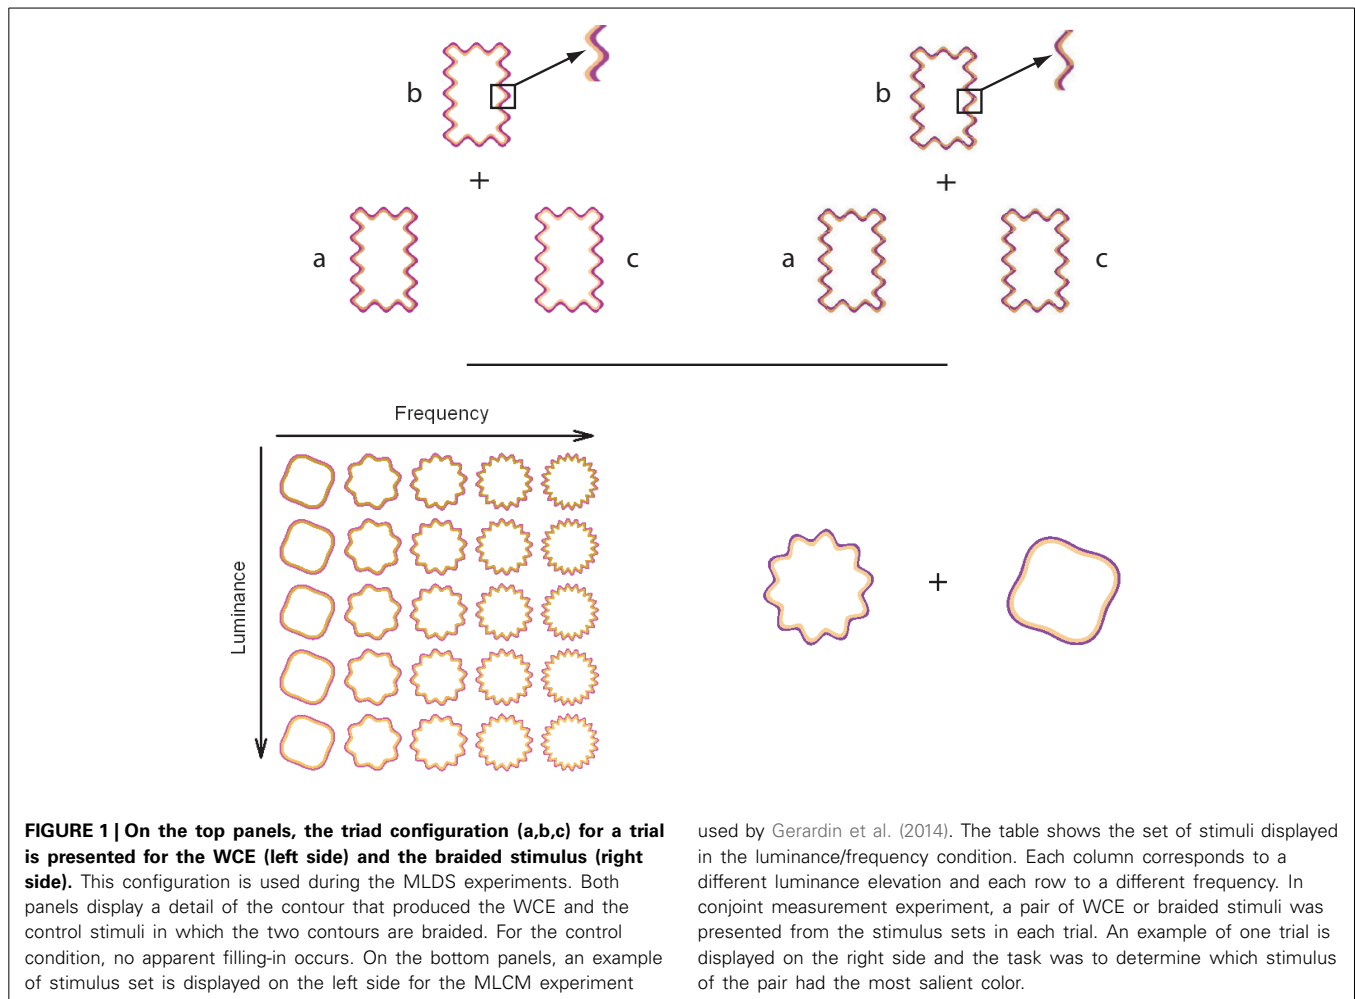 b
b
+
+
a
c
a
c
Frequency
Luminance
+
FIGURE 1 | On the top panels, the triad configuration (a,b,c) for a trial
is presented for the WCE (left side) and the braided stimulus (right
side). This configuration is used during the MLDS experiments. Both
panels display a detail of the contour that produced the WCE and the
control stimuli in which the two contours are braided. For the control
condition, no apparent filling-in occurs. On the bottom panels, an example
of stimulus set is displayed on the left side for the MLCM experiment
used by Gerardin et al. (2014). The table shows the set of stimuli displayed
in the luminance/frequency condition. Each column corresponds to a
different luminance elevation and each row to a different frequency. In
conjoint measurement experiment, a pair of WCE or braided stimuli was
presented from the stimulus sets in each trial. An example of one trial is
displayed on the right side and the task was to determine which stimulus
of the pair had the most salient color.